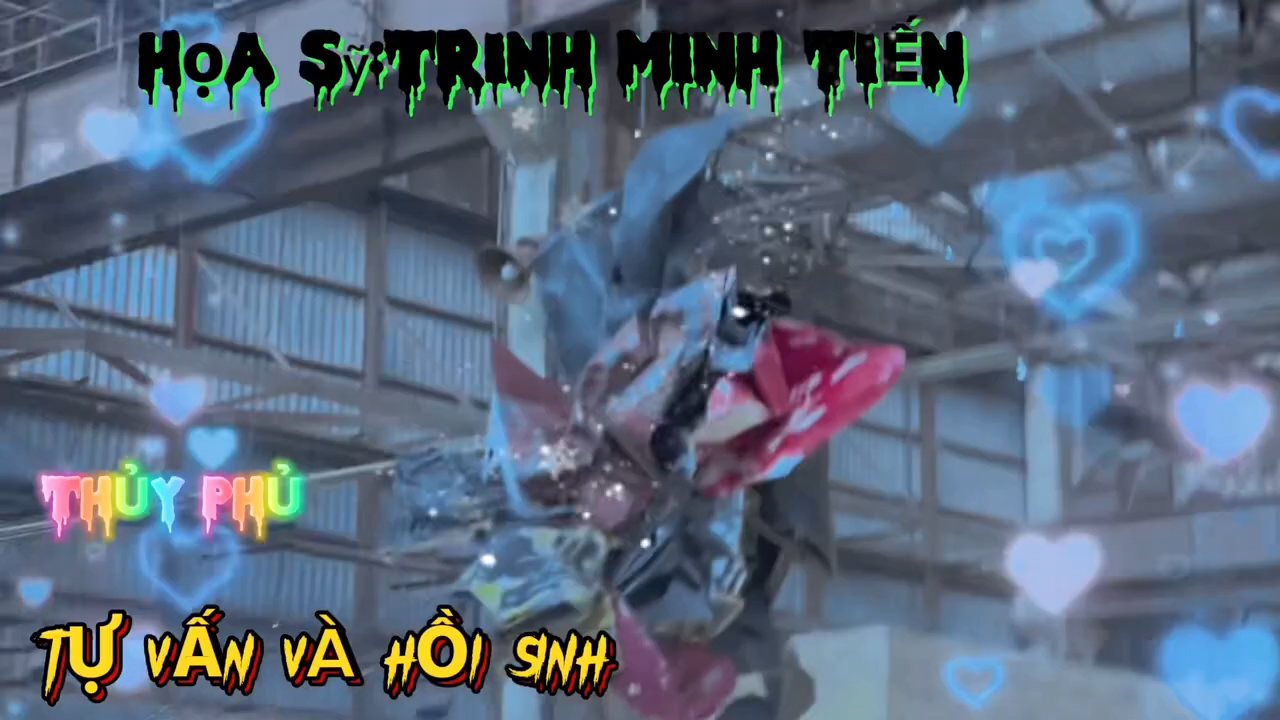 HỌA Sỹ:TRINH MINH TIẾN
THỦY PHỦ
TỰ VẤN VÀ HỒI SINH